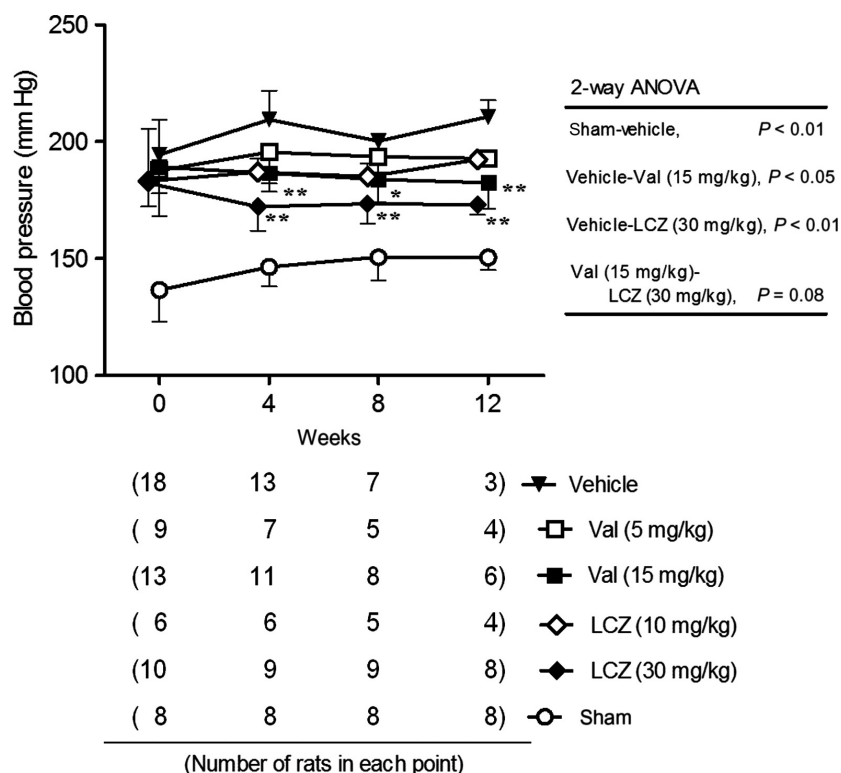 250
200
150
100
Blood pressure (mm Hg)
**
**
*
**
**
**
0 4 8 12
Weeks
2-way ANOVA
Sham-vehicle, P < 0.01
Vehicle-Val (15 mg/kg), P < 0.05
Vehicle-LCZ (30 mg/kg), P < 0.01
Val (15 mg/kg)-
LCZ (30 mg/kg), P = 0.08
(18 13 7 3) Vehicle
( 9 7 5 4) Val (5 mg/kg)
(13 11 8 6) Val (15 mg/kg)
( 6 6 5 4) LCZ (10 mg/kg)
(10 9 9 8) LCZ (30 mg/kg)
( 8 8 8 8) Sham
(Number of rats in each point)